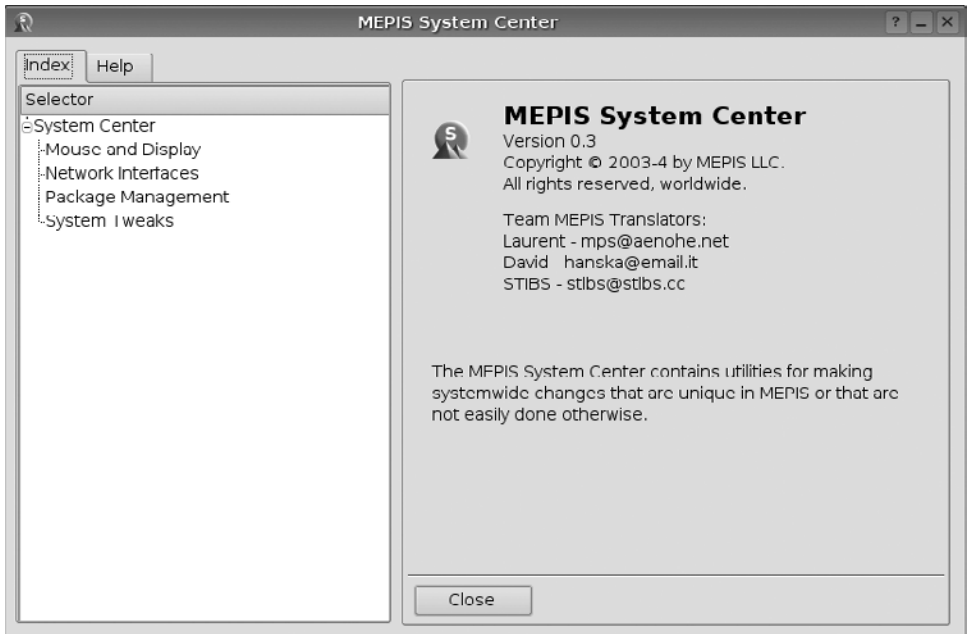 MEPIS System Center
? _ ×
Index Help
Selector
System Center
Mouse and Display
Network Interfaces
Package Management
System Tweaks
S
MEPIS System Center
Version 0.3
Copyright © 2003-4 by MEPIS LLC.
All rights reserved, worldwide.
Team MEPIS Translators:
Laurent - mps@aenohe.net
David hanska@email.it
STIBS - stibs@stibs.cc
The MEPIS System Center contains utilities for making
systemwide changes that are unique in MEPIS or that are
not easily done otherwise.
Close